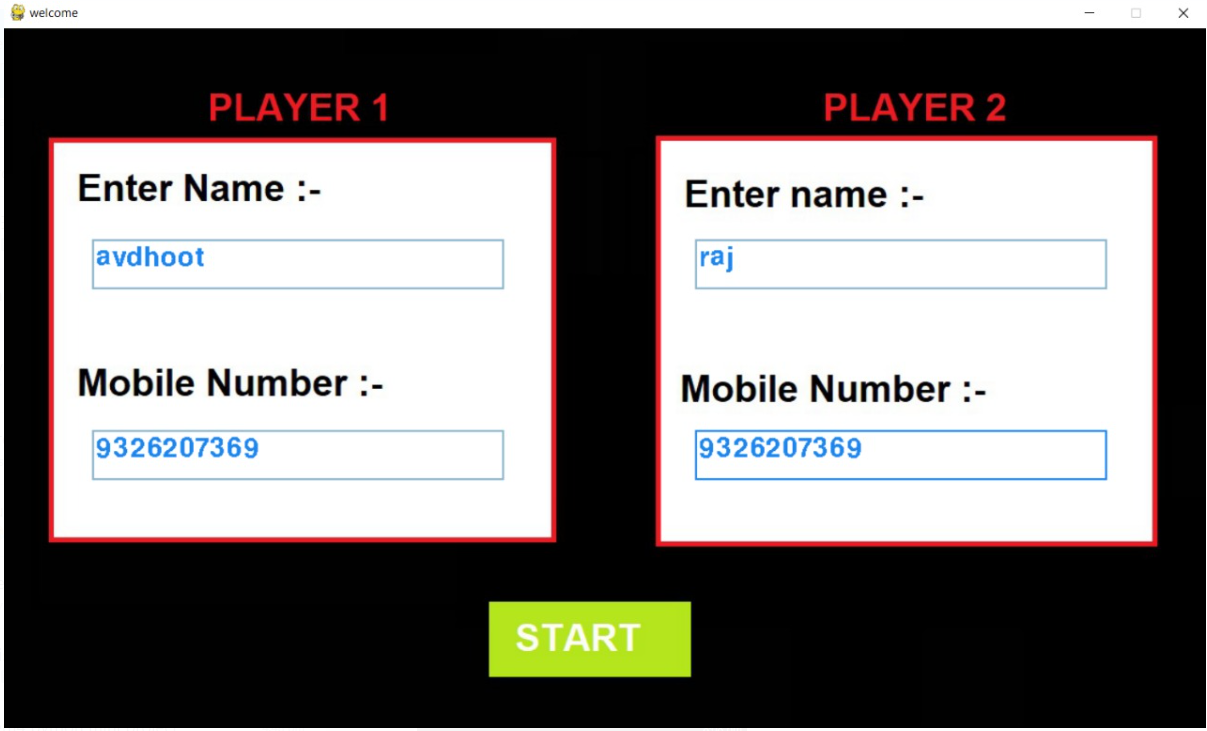 welcome
PLAYER 1
Enter Name :-
avdhoot
Mobile Number :-
9326207369
PLAYER 2
Enter name :-
raj
Mobile Number :-
9326207369
START